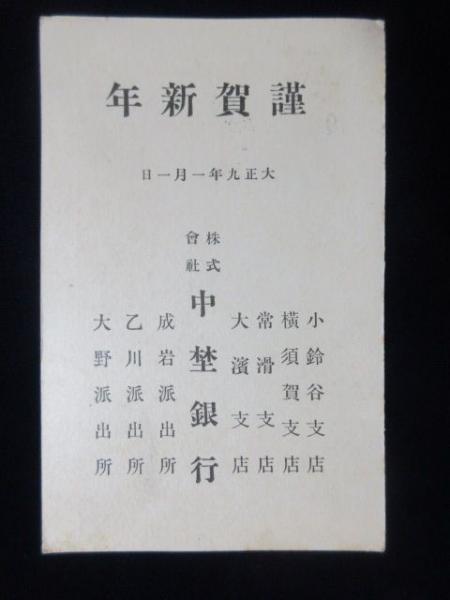 謹賀新年
大正九年一月一日
小鈴谷支店
橫須賀支店
常滑支店
大濱支店
株式會社
中埜銀行
成岩派出所
乙川派出所
大野派出所